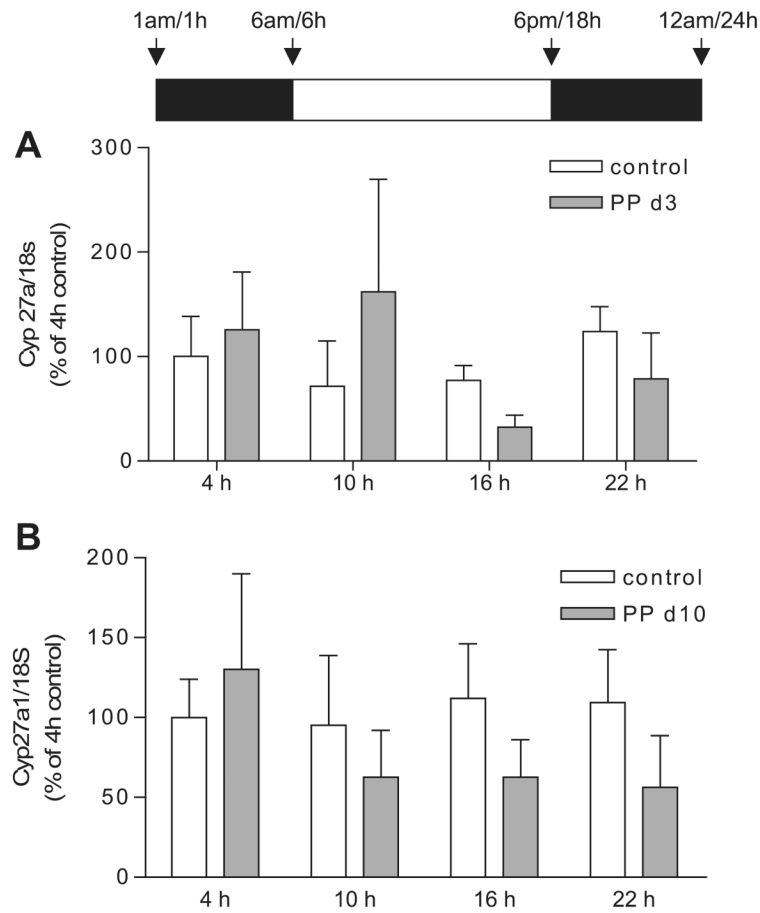 1am/1h 6am/6h 6pm/18h 12am/24h
A
300
200
100
0
Cyp 27a/18s
(% of 4h control)
control
PP d3
4 h 10 h 16 h 22 h
B
200
150
100
50
0
Cyp27a1/18S
(% of 4h control)
control
PP d10
4 h 10 h 16 h 22 h